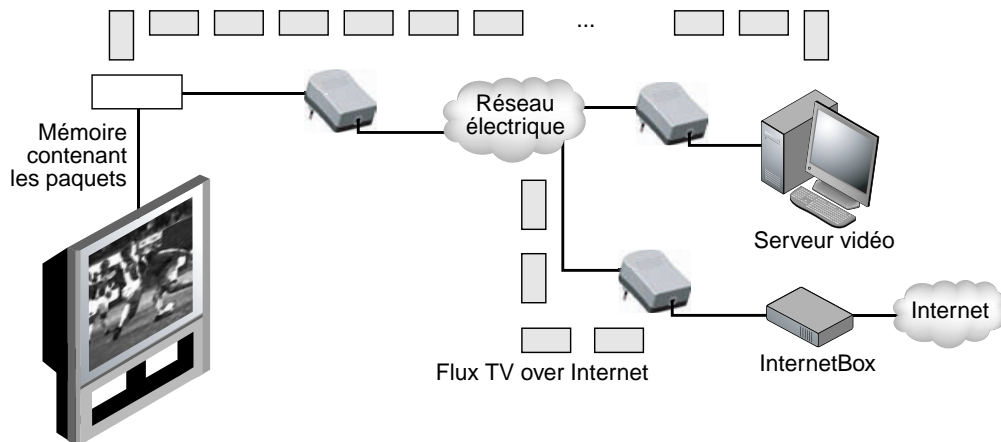 ...
Réseau
électrique
Mémoire
contenant
les paquets
Serveur vidéo
Internet
Flux TV over Internet
InternetBox